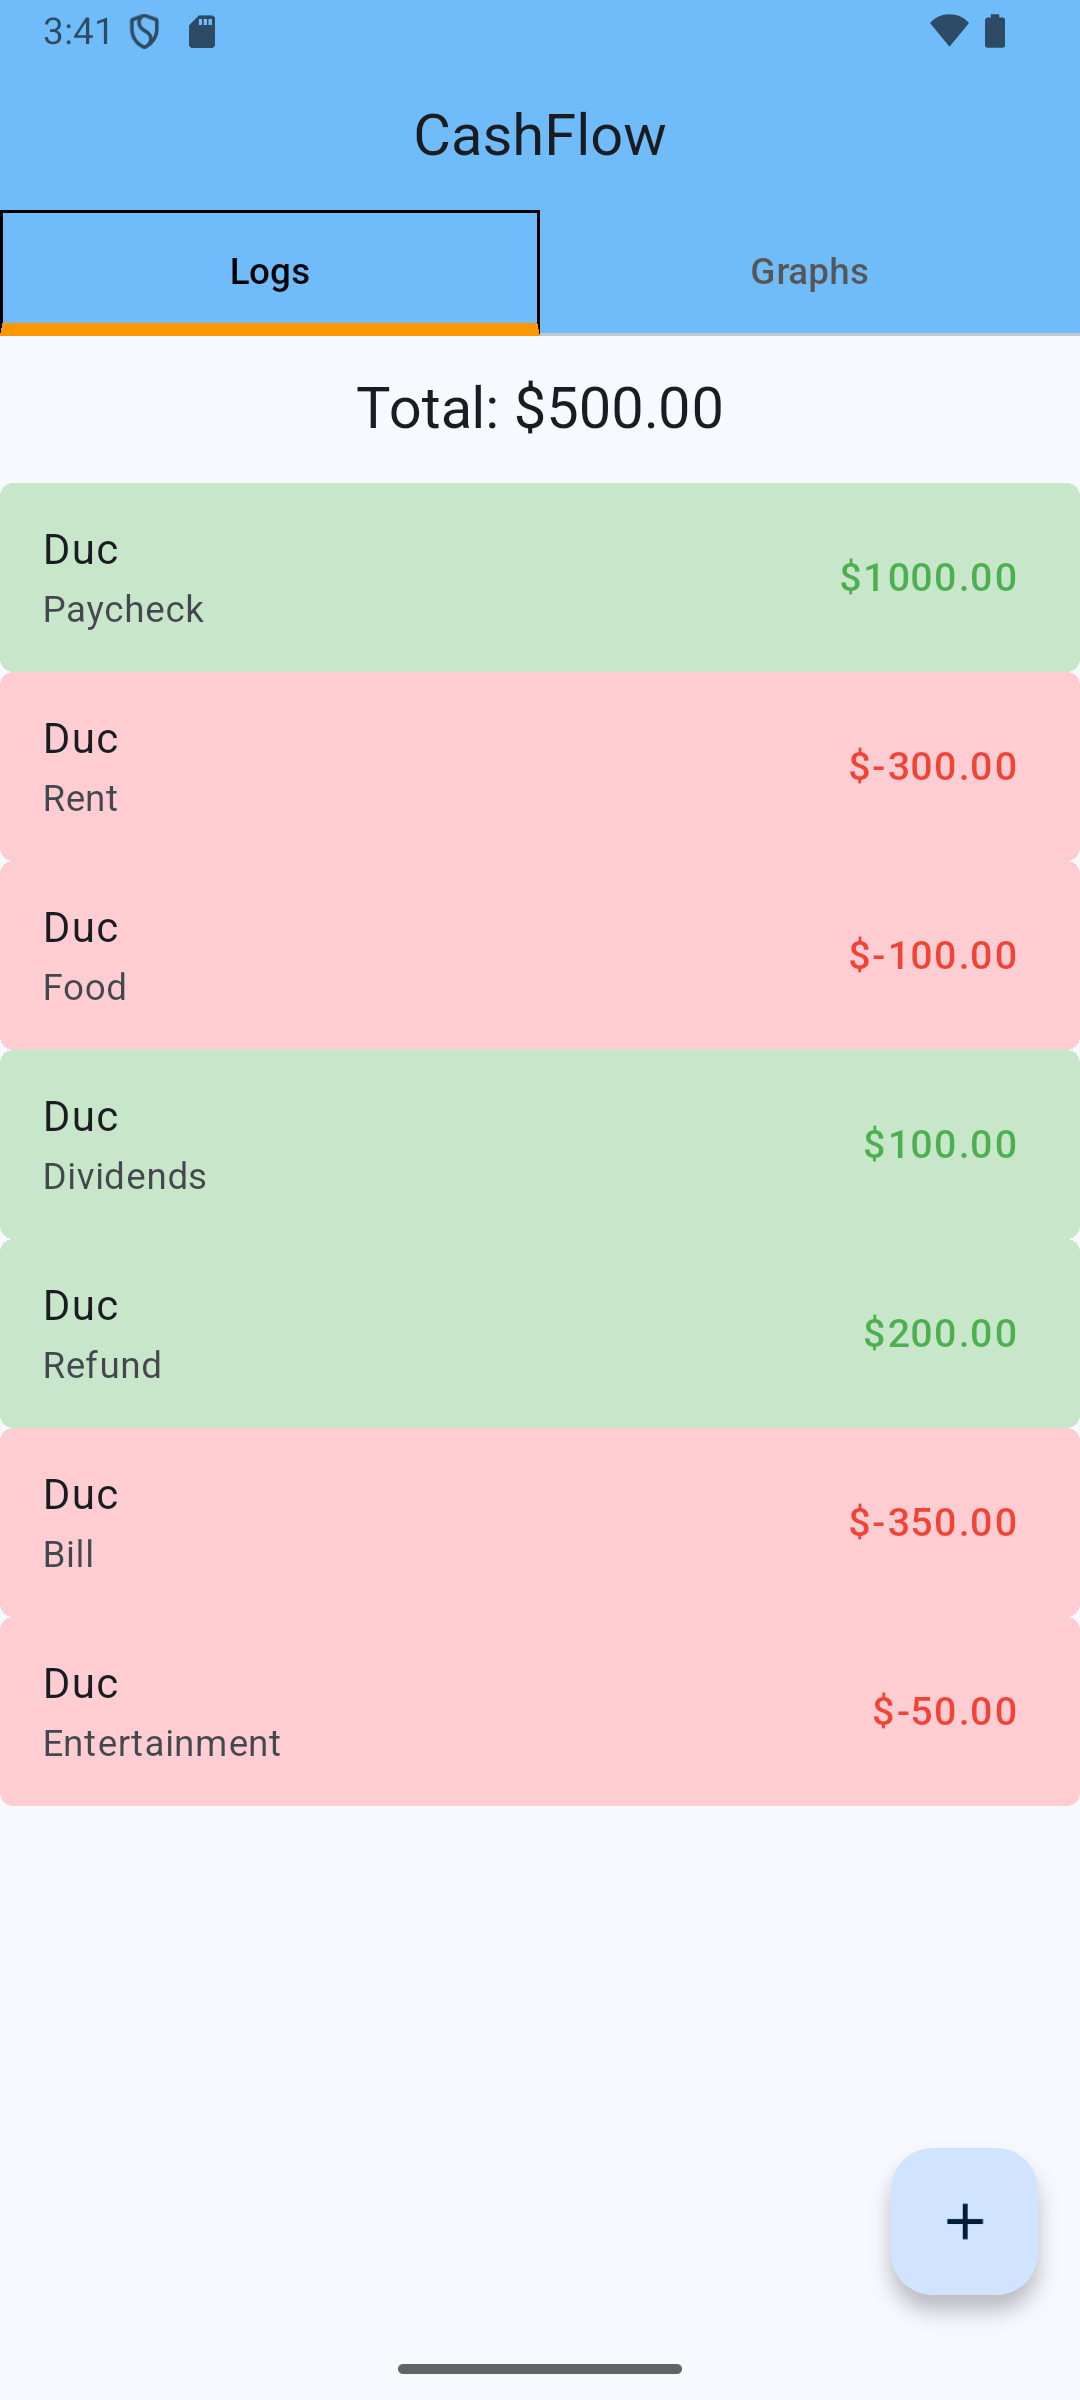 3:41
CashFlow
Logs
Graphs
Total: $500.00
Duc
Paycheck
$1000.00
Duc
Rent
$-300.00
Duc
Food
$-100.00
Duc
Dividends
$100.00
Duc
Refund
$200.00
Duc
Bill
$-350.00
Duc
Entertainment
$-50.00